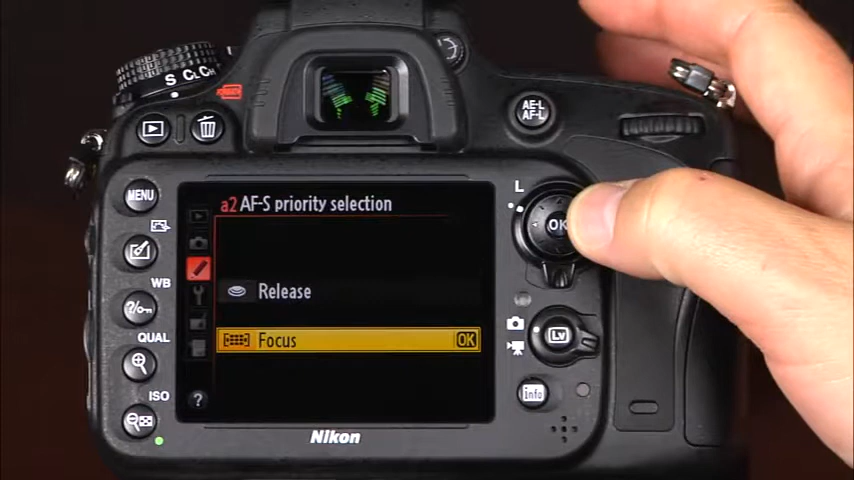 S CL CH
AE-L
AF-L
MENU
WB
?/
QUAL
ISO
a2 AF-S priority selection
Release
Focus OK
?
L
OK
Lv
info
Nikon